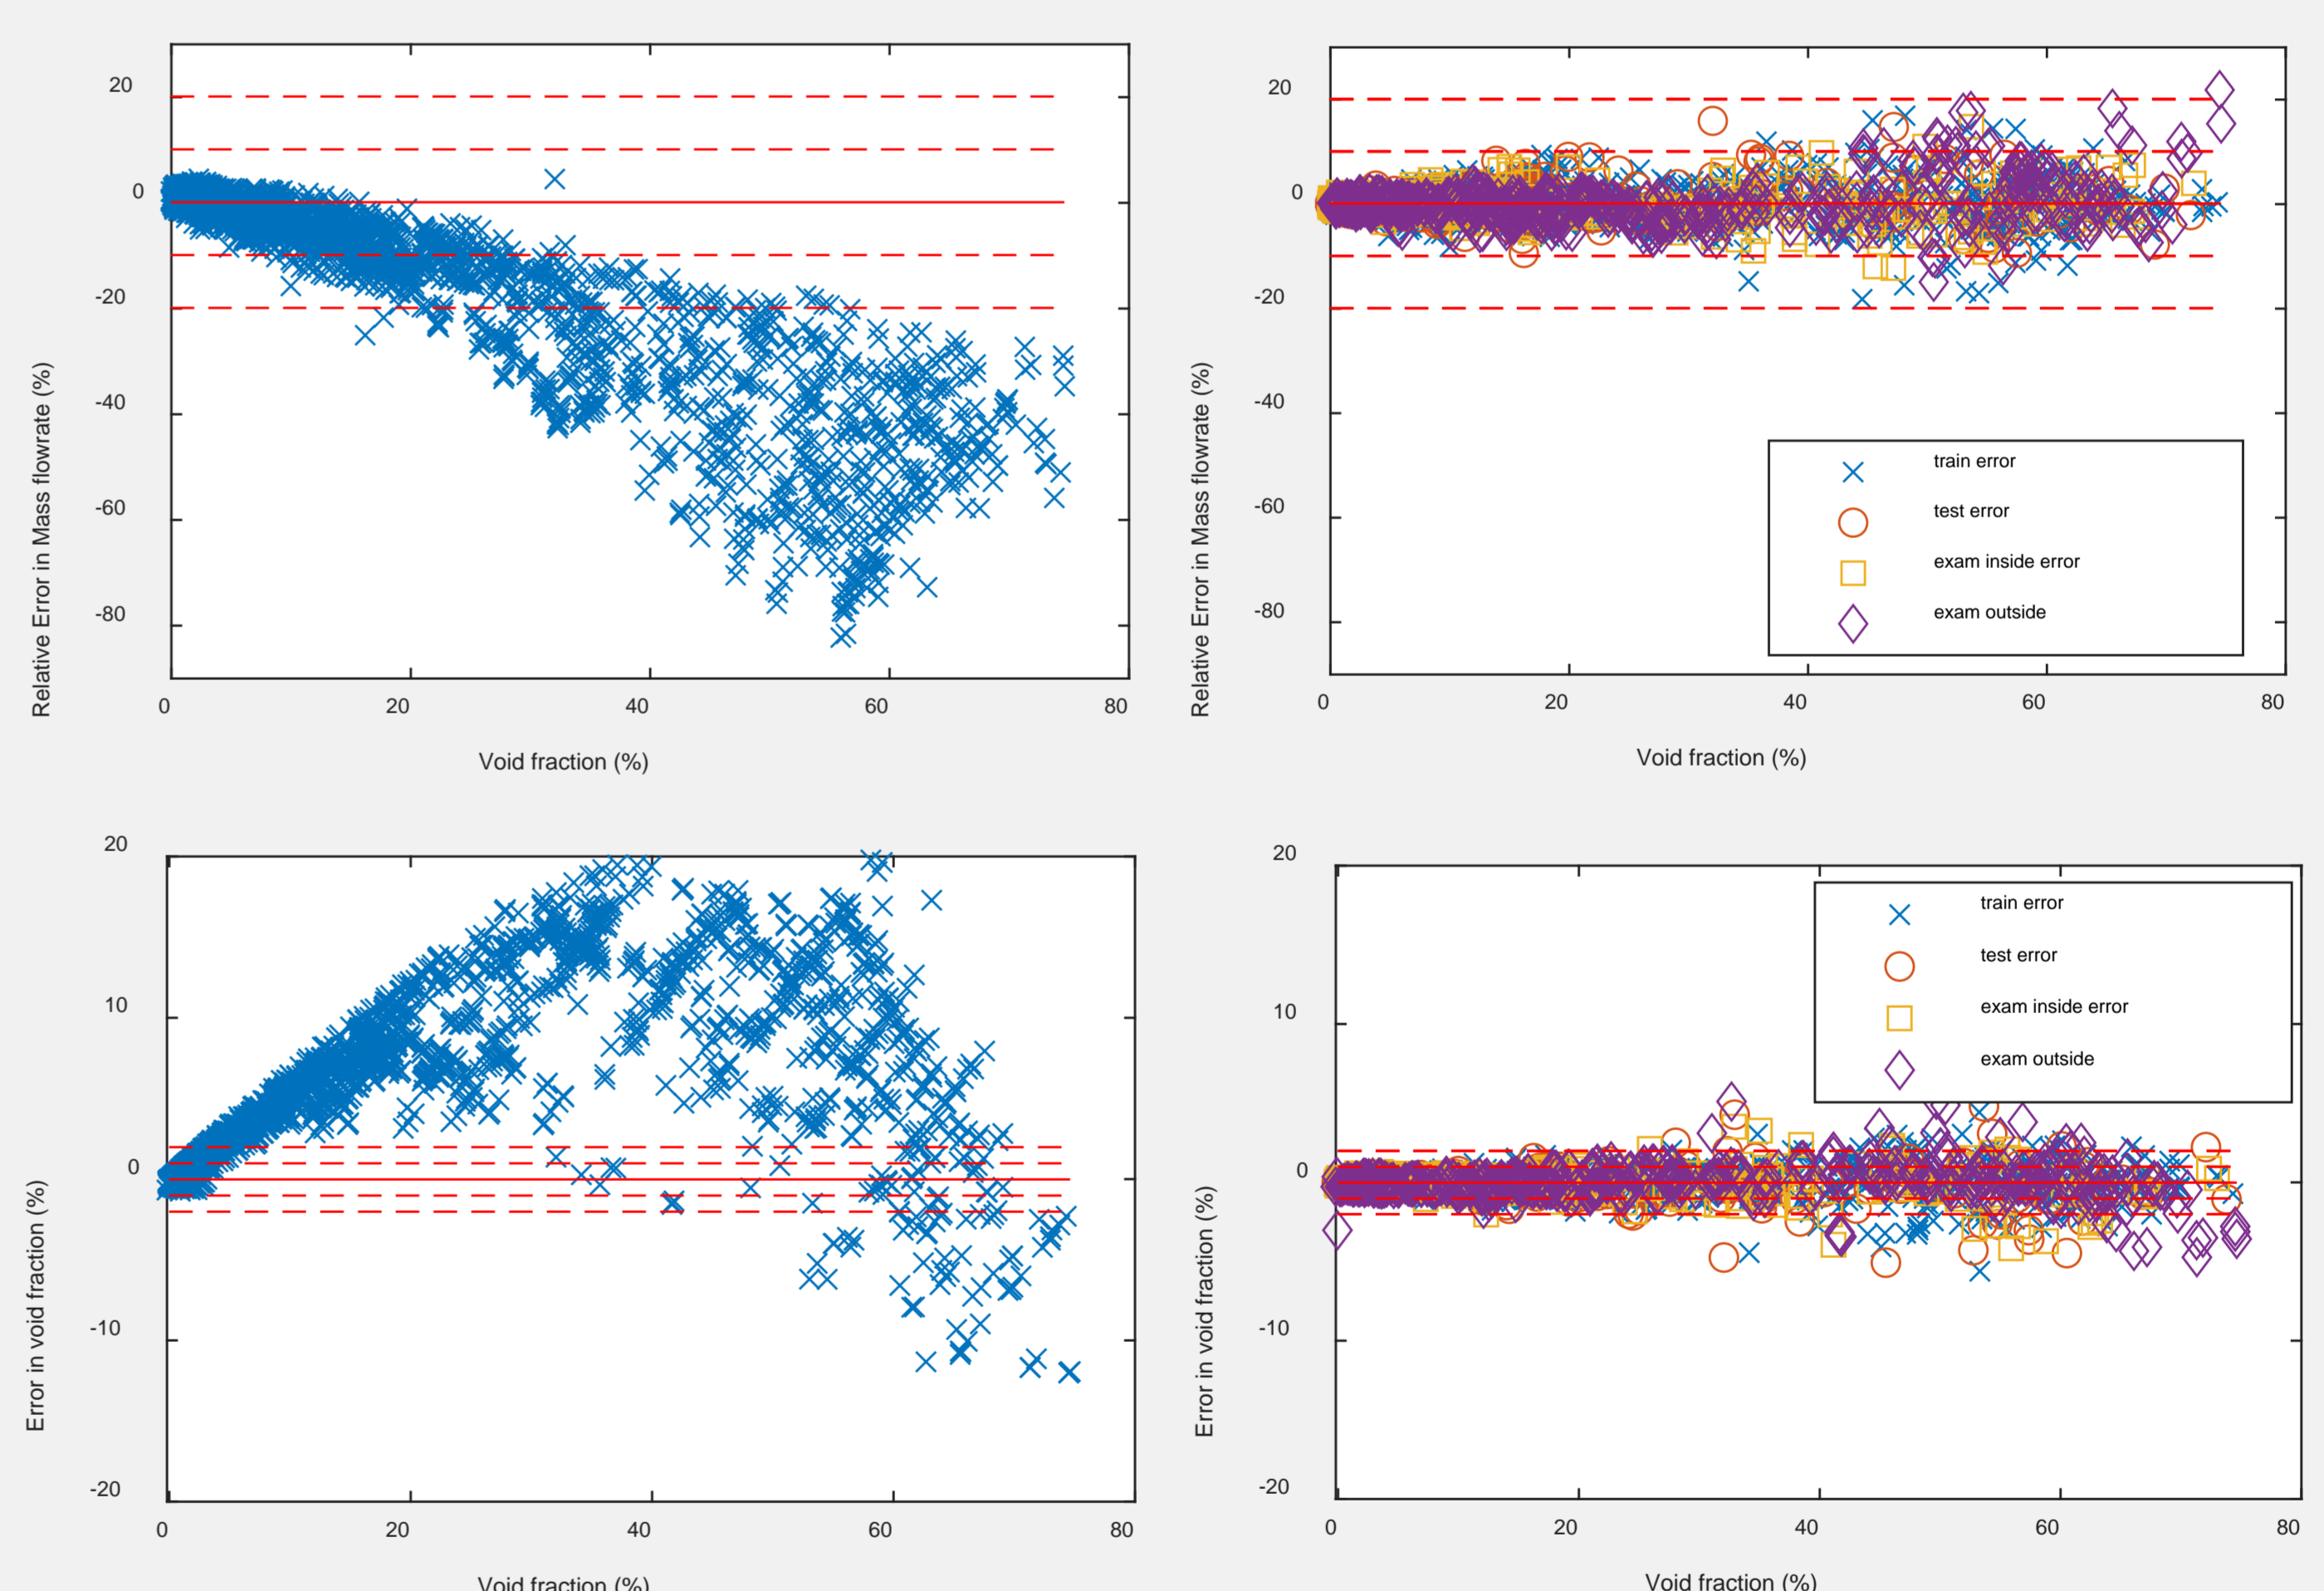 20
0
-20
-40
-60
-80
Relative Error in Mass flowrate (%)
0 20 40 60 80
Void fraction (%)
20
0
-20
-40
-60
-80
Relative Error in Mass flowrate (%)
train error
test error
exam inside error
exam outside
0 20 40 60 80
Void fraction (%)
20
10
0
-10
-20
Error in void fraction (%)
0 20 40 60 80
Void fraction (%)
20
10
0
-10
-20
Error in void fraction (%)
train error
test error
exam inside error
exam outside
0 20 40 60 80
Void fraction (%)